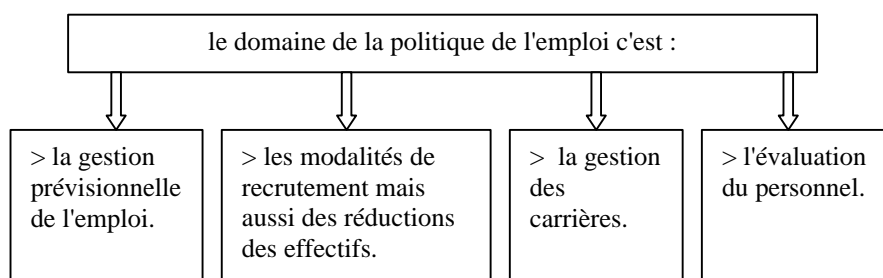 le domaine de la politique de l'emploi c'est :
> la gestion
prévisionnelle
de l'emploi.
> les modalités de
recrutement mais
aussi des réductions
des effectifs.
> la gestion
des
carrières.
> l'évaluation
du personnel.